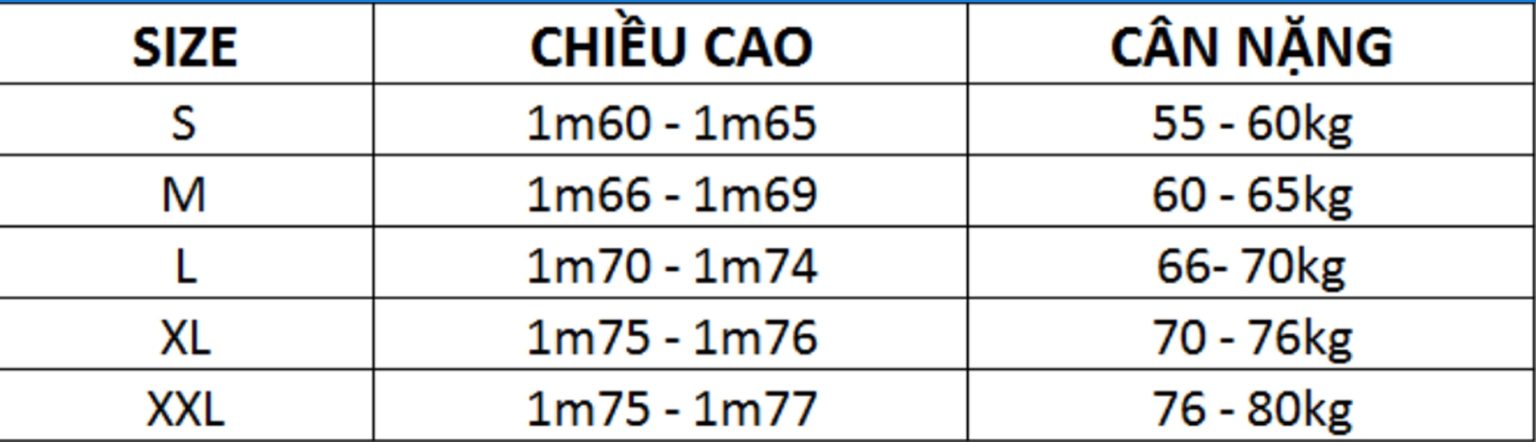 SIZE CHIỀU CAO CÂN NẶNG
S 1m60 - 1m65 55 - 60kg
M 1m66 - 1m69 60 - 65kg
L 1m70 - 1m74 66- 70kg
XL 1m75 - 1m76 70 - 76kg
XXL 1m75 - 1m77 76 - 80kg